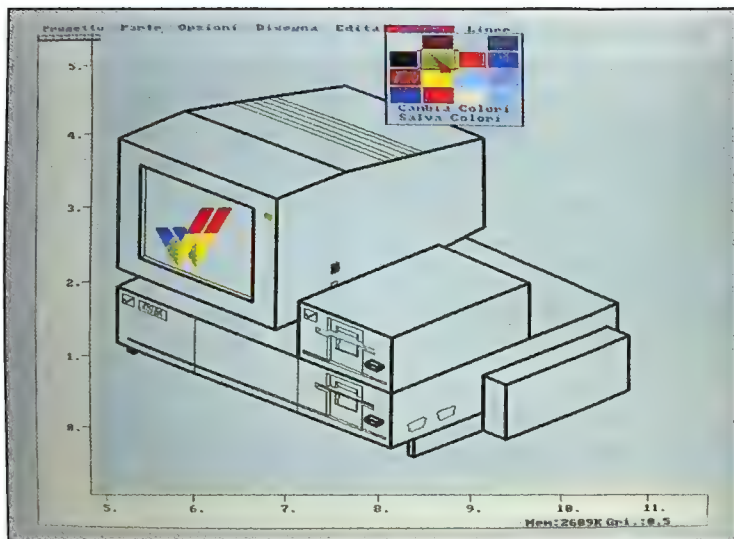 Progetto Parte Opzioni Disegna Edita Linee
Cambia Colori
Salva Colori
5.
4.
3.
2.
1.
0.
5. 6. 7. 8. 9. 10. 11.
Mem:2609K Gri.:0.5